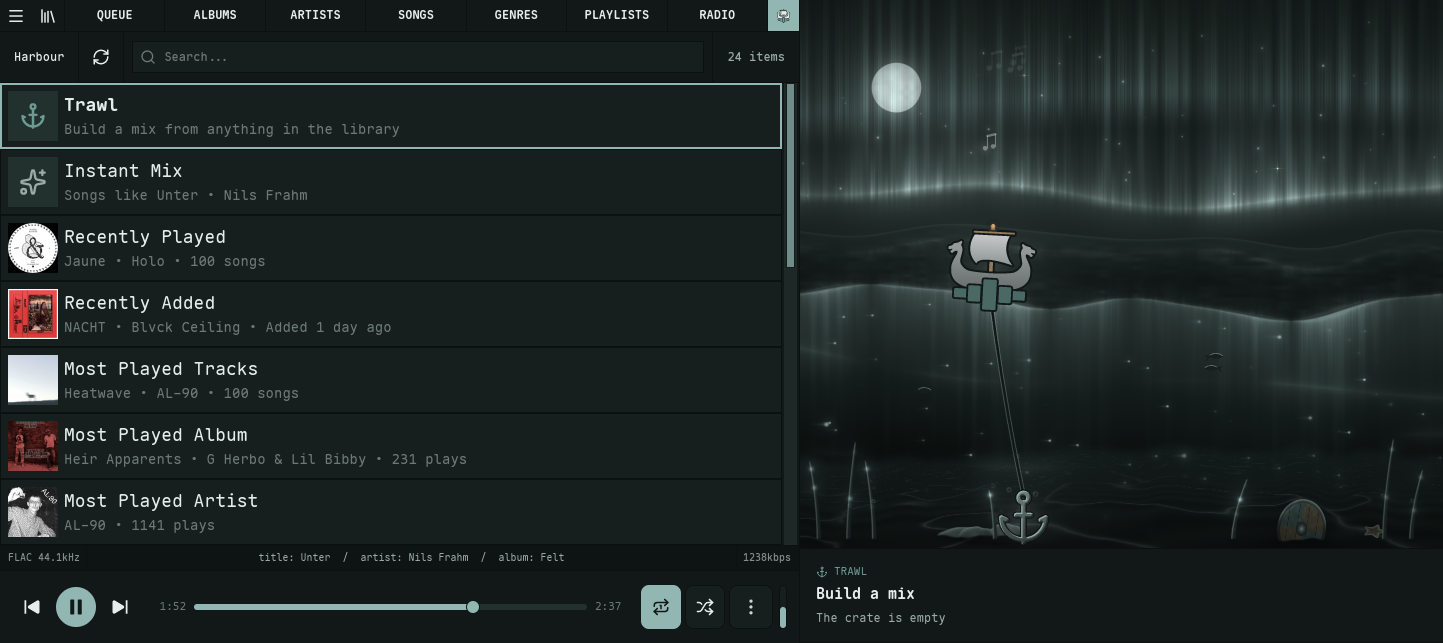 QUEUE ALBUMS ARTISTS SONGS GENRES PLAYLISTS RADIO
Harbour Search... 24 items
Trawl
Build a mix from anything in the library
Instant Mix
Songs like Unter • Nils Frahm
Recently Played
Jaune • Holo • 100 songs
Recently Added
NACHT • Blvck Ceiling • Added 1 day ago
Most Played Tracks
Heatwave • AL-90 • 100 songs
Most Played Album
Heir Apparents • G Herbo & Lil Bibby • 231 plays
Most Played Artist
AL-90 • 1141 plays
FLAC 44.1kHz title: Unter / artist: Nils Frahm / album: Felt 1238kbps
1:52 2:37
TRAWL
Build a mix
The crate is empty